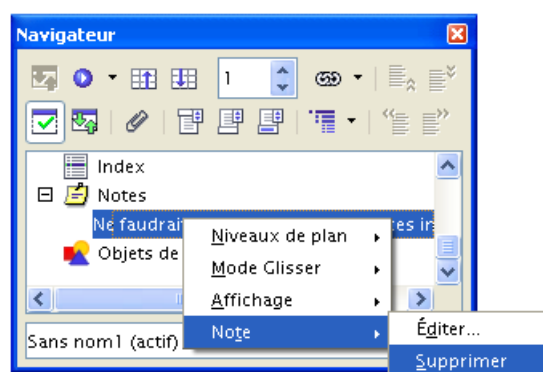 Navigateur
1
Index
Notes
Ne faudrai
es in
Niveaux de plan
Objets de
Mode Glisser
Affichage
Note
Éditer...
Sans nom1 (actif)
Supprimer